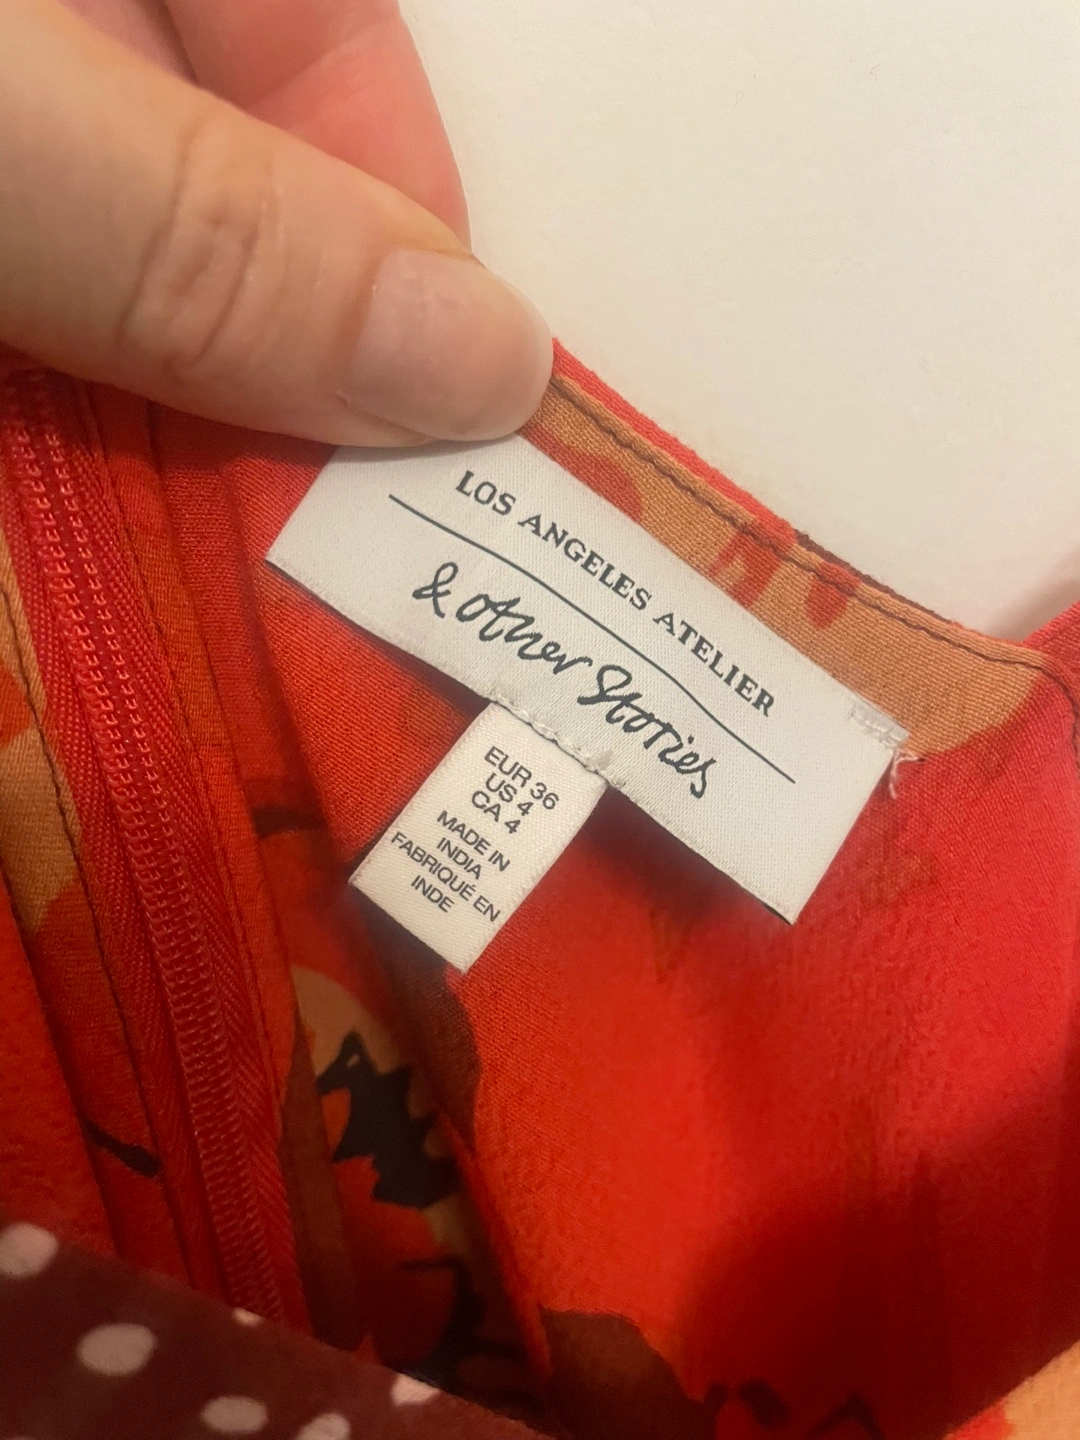 LOS ANGELES ATELIER
& other Stories
EUR 36
US 4
CA 4
MADE IN
INDIA
FABRIQUÉ EN
INDE